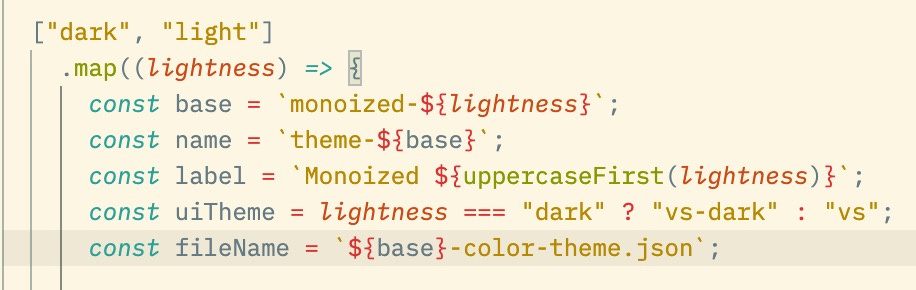 ["dark", "light"]
.map((lightness) => {
const base = `monoized-${lightness}`;
const name = `theme-${base}`;
const label = `Monoized ${uppercaseFirst(lightness)}`;
const uiTheme = lightness === "dark" ? "vs-dark" : "vs";
const fileName = `${base}-color-theme.json`;